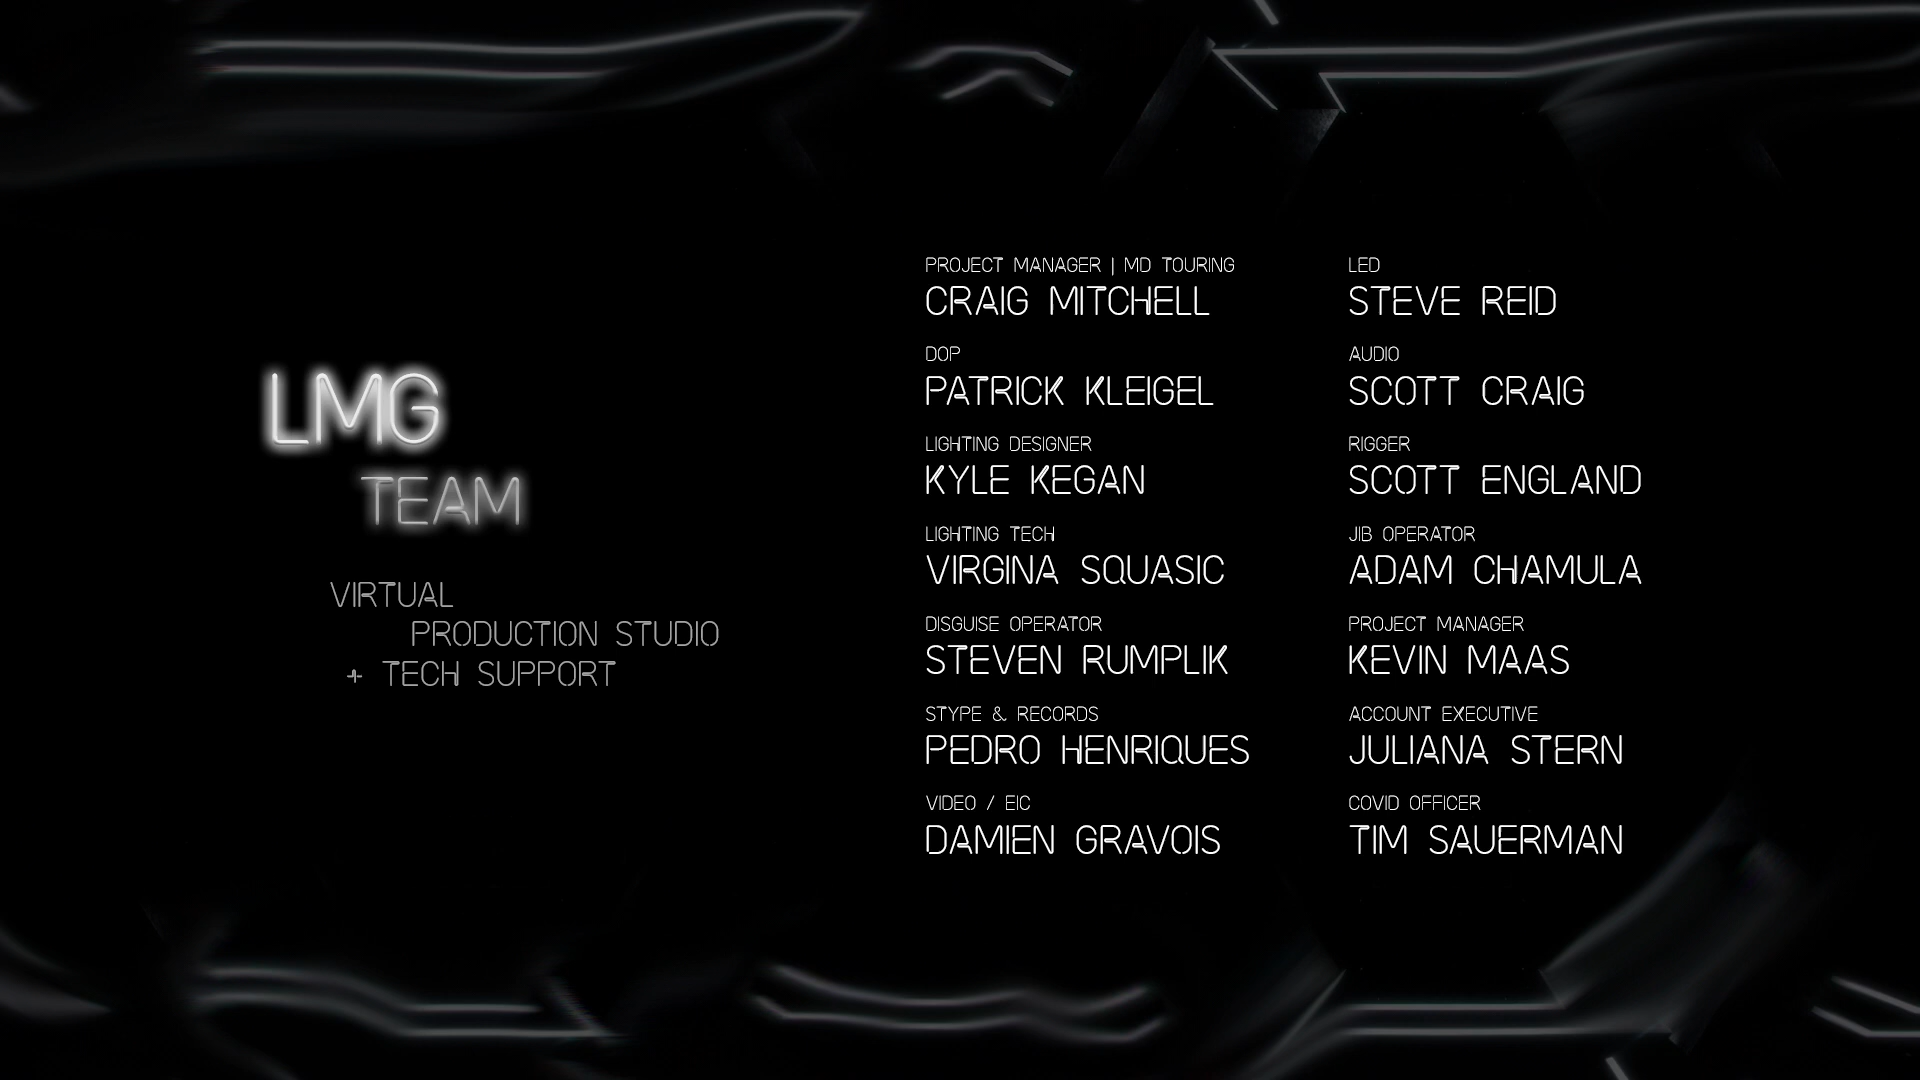 LMG
TEAM
VIRTUAL
PRODUCTION STUDIO
+ TECH SUPPORT
PROJECT MANAGER | MD TOURING
CRAIG MITCHELL
DOP
PATRICK KLEIGEL
LIGHTING DESIGNER
KYLE KEGAN
LIGHTING TECH
VIRGINA SQUASIC
DISGUISE OPERATOR
STEVEN RUMPLIK
STYPE & RECORDS
PEDRO HENRIQUES
VIDEO / EIC
DAMIEN GRAVOIS
LED
STEVE REID
AUDIO
SCOTT CRAIG
RIGGER
SCOTT ENGLAND
JIB OPERATOR
ADAM CHAMULA
PROJECT MANAGER
KEVIN MAAS
ACCOUNT EXECUTIVE
JULIANA STERN
COVID OFFICER
TIM SAUERMAN